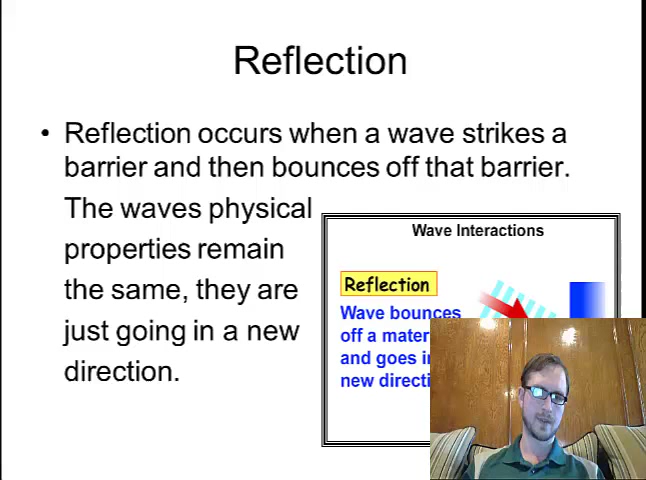 Reflection
• Reflection occurs when a wave strikes a
barrier and then bounces off that barrier.
The waves physical
properties remain
the same, they are
just going in a new
direction.
Wave Interactions
Reflection
Wave bounces
off a mater
and goes in
new directi